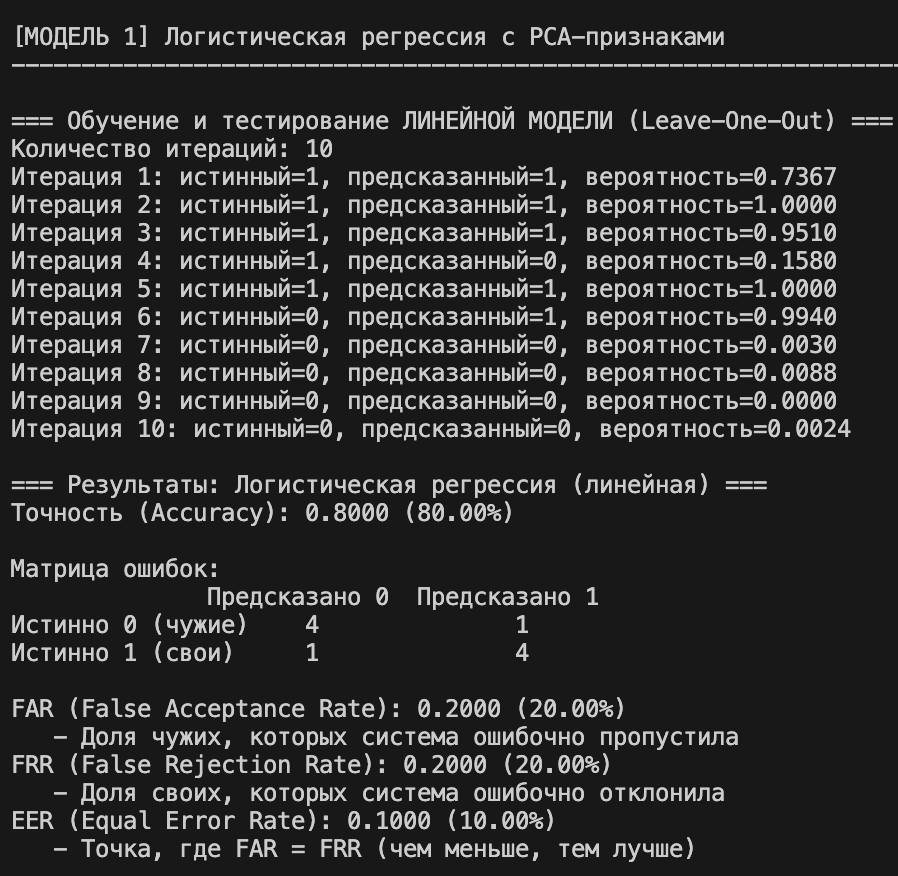 [МОДЕЛЬ 1] Логистическая регрессия с PCA-признаками
----------------------------------------------------------------
=== Обучение и тестирование ЛИНЕЙНОЙ МОДЕЛИ (Leave-One-Out) ===
Количество итераций: 10
Итерация 1: истинный=1, предсказанный=1, вероятность=0.7367
Итерация 2: истинный=1, предсказанный=1, вероятность=1.0000
Итерация 3: истинный=1, предсказанный=1, вероятность=0.9510
Итерация 4: истинный=1, предсказанный=0, вероятность=0.1580
Итерация 5: истинный=1, предсказанный=1, вероятность=1.0000
Итерация 6: истинный=0, предсказанный=1, вероятность=0.9940
Итерация 7: истинный=0, предсказанный=0, вероятность=0.0030
Итерация 8: истинный=0, предсказанный=0, вероятность=0.0088
Итерация 9: истинный=0, предсказанный=0, вероятность=0.0000
Итерация 10: истинный=0, предсказанный=0, вероятность=0.0024
=== Результаты: Логистическая регрессия (линейная) ===
Точность (Accuracy): 0.8000 (80.00%)
Матрица ошибок:
Предсказано 0  Предсказано 1
Истинно 0 (чужие)    4              1
Истинно 1 (свои)     1              4
FAR (False Acceptance Rate): 0.2000 (20.00%)
– Доля чужих, которых система ошибочно пропустила
FRR (False Rejection Rate): 0.2000 (20.00%)
– Доля своих, которых система ошибочно отклонила
EER (Equal Error Rate): 0.1000 (10.00%)
– Точка, где FAR = FRR (чем меньше, тем лучше)